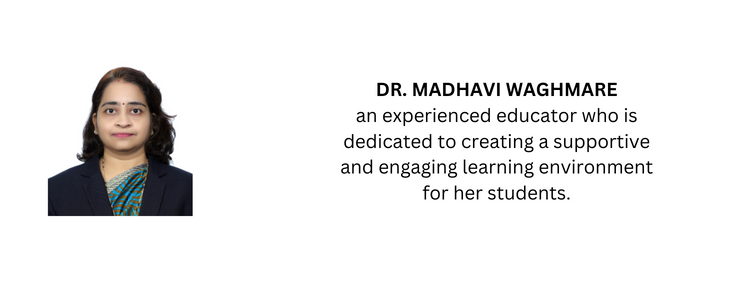 DR. MADHAVI WAGHMARE
an experienced educator who is
dedicated to creating a supportive
and engaging learning environment
for her students.